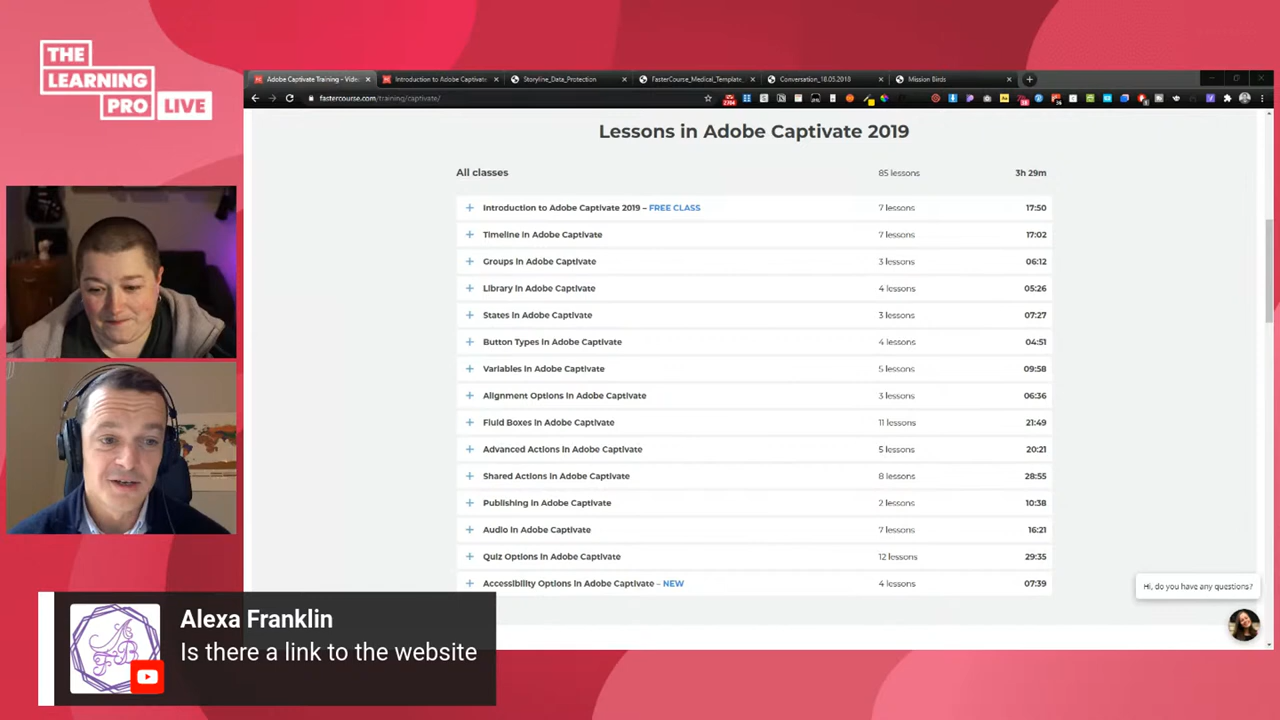 THE
LEARNING
PRO LIVE
Adobe Captivate Training - Vide
Introduction to Adobe Captivate
Storyline_Data_Protection
FasterCourse_Medical_Template
Conversation_18.05.2018
Mission Birds
fastercourse.com/training/captivate/
Lessons in Adobe Captivate 2019
All classes 85 lessons 3h 29m
Introduction to Adobe Captivate 2019 – FREE CLASS 7 lessons 17:50
Timeline in Adobe Captivate 7 lessons 17:02
Groups in Adobe Captivate 3 lessons 06:12
Library in Adobe Captivate 4 lessons 05:26
States in Adobe Captivate 3 lessons 07:27
Button Types in Adobe Captivate 4 lessons 04:51
Variables in Adobe Captivate 5 lessons 09:58
Alignment Options in Adobe Captivate 3 lessons 06:36
Fluid Boxes in Adobe Captivate 11 lessons 21:49
Advanced Actions in Adobe Captivate 5 lessons 20:21
Shared Actions in Adobe Captivate 8 lessons 28:55
Publishing in Adobe Captivate 2 lessons 10:38
Audio in Adobe Captivate 7 lessons 16:21
Quiz Options in Adobe Captivate 12 lessons 29:35
Accessibility Options in Adobe Captivate – NEW 4 lessons 07:39
Hi, do you have any questions?
Alexa Franklin
Is there a link to the website